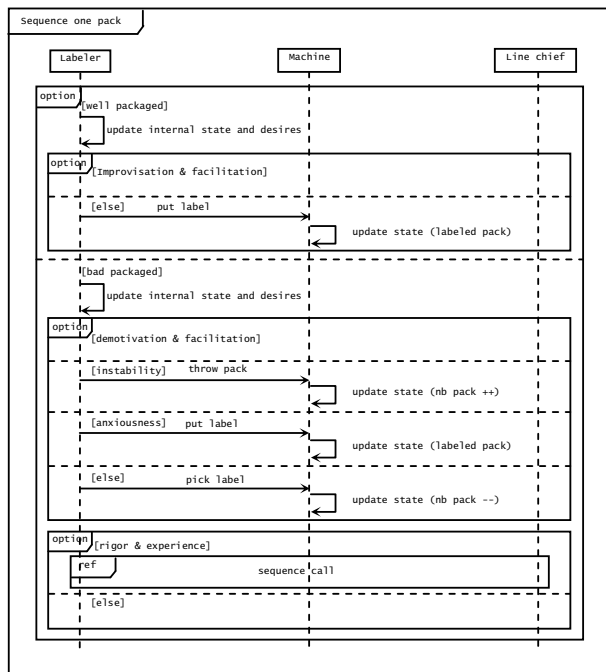 Sequence one pack
Labeler Machine Line chief
option
[well packaged]
update internal state and desires
option
[Improvisation & facilitation]
[else] put label
update state (labeled pack)
[bad packaged]
update internal state and desires
option
[demotivation & facilitation]
[instability] throw pack
update state (nb pack ++)
[anxiousness] put label
update state (labeled pack)
[else] pick label
update state (nb pack --)
option
[rigor & experience]
ref
sequence call
[else]